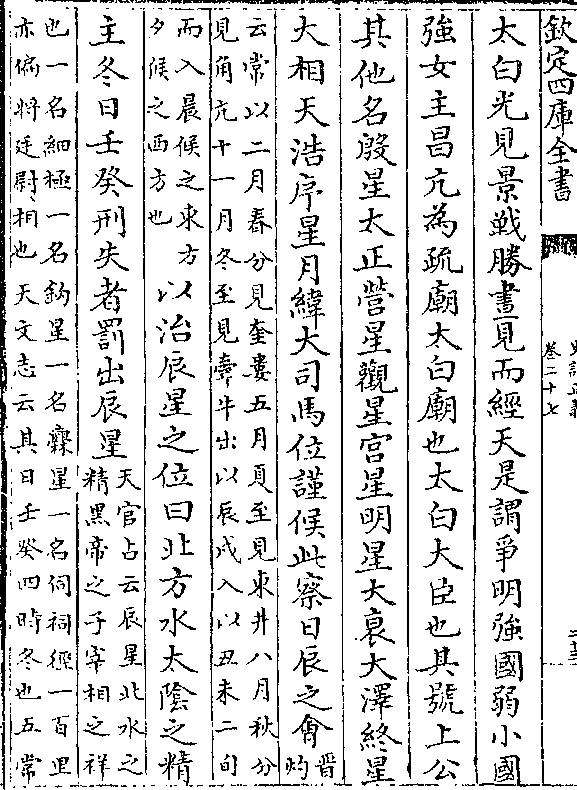 欽定四庫全書
史記正義
卷二十七
太白光見景戰勝晝見而經天是謂爭明強國弱小國
強女主昌亢為疏廟太白廟也太白大臣也其號上公
其他名殷星太正營星觀星宫星明星大衰大澤終星
大相天浩序星月緯大司馬位謹候此察日辰之會晉灼
云常以二月春分見奎婁五月夏至見東井八月秋分
見角亢十一月冬至見牽牛出以辰戌入以丑未二旬
而入晨候之東方
夕候之西方也
以治辰星之位曰北方水太陰之精
主冬日壬癸刑失者罰出辰星
天官占云辰星北水之
精黑帝之子宰相之祥
也一名細極一名鈎星一名爨星一名伺祠徑一百里
亦偏將廷尉相也天文志云其日壬癸四時冬也五常